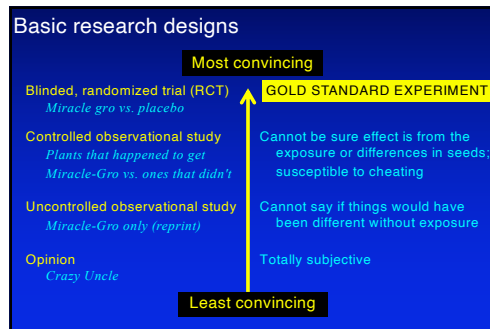 Basic research designs
Most convincing
Blinded, randomized trial (RCT)
Miracle gro vs. placebo
GOLD STANDARD EXPERIMENT
Controlled observational study
Plants that happened to get
Miracle-Gro vs. ones that didn't
Cannot be sure effect is from the
exposure or differences in seeds;
susceptible to cheating
Uncontrolled observational study
Miracle-Gro only (reprint)
Cannot say if things would have
been different without exposure
Opinion
Crazy Uncle
Totally subjective
Least convincing